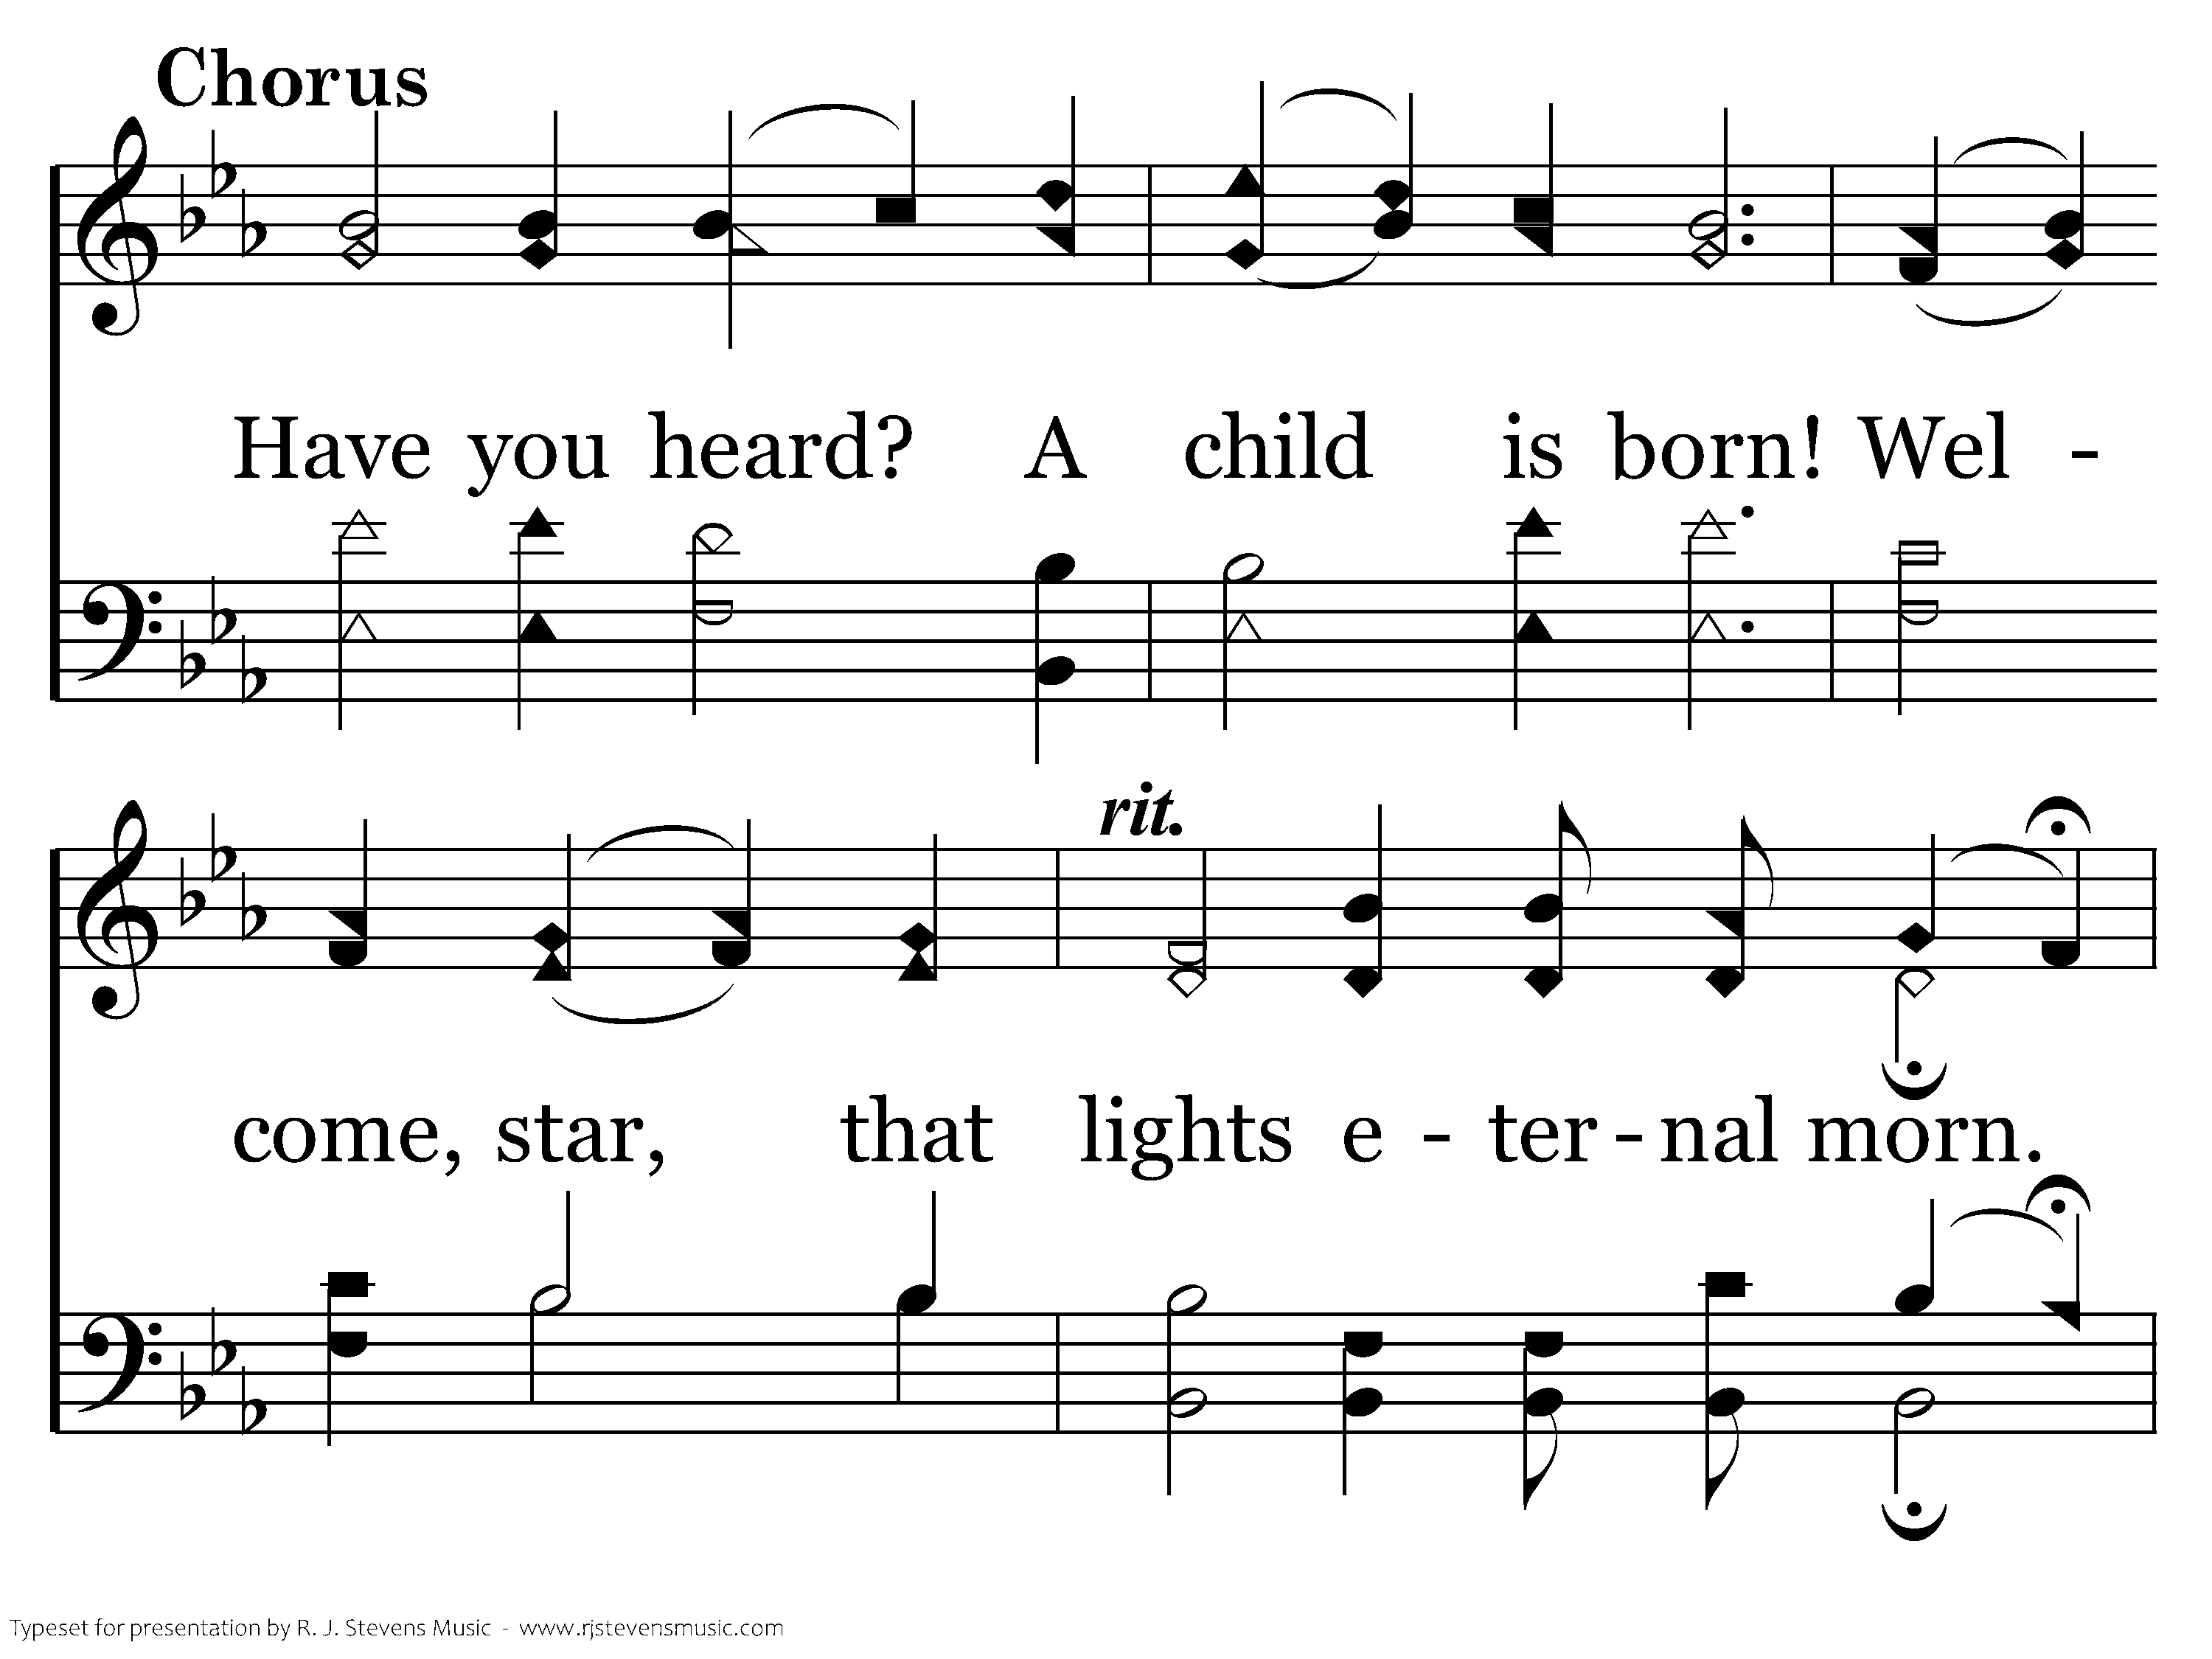 Chorus
Have you heard? A child is born! Wel -
rit.
come, star, that lights e - ter - nal morn.
Typeset for presentation by R. J. Stevens Music - www.rjstevensmusic.com